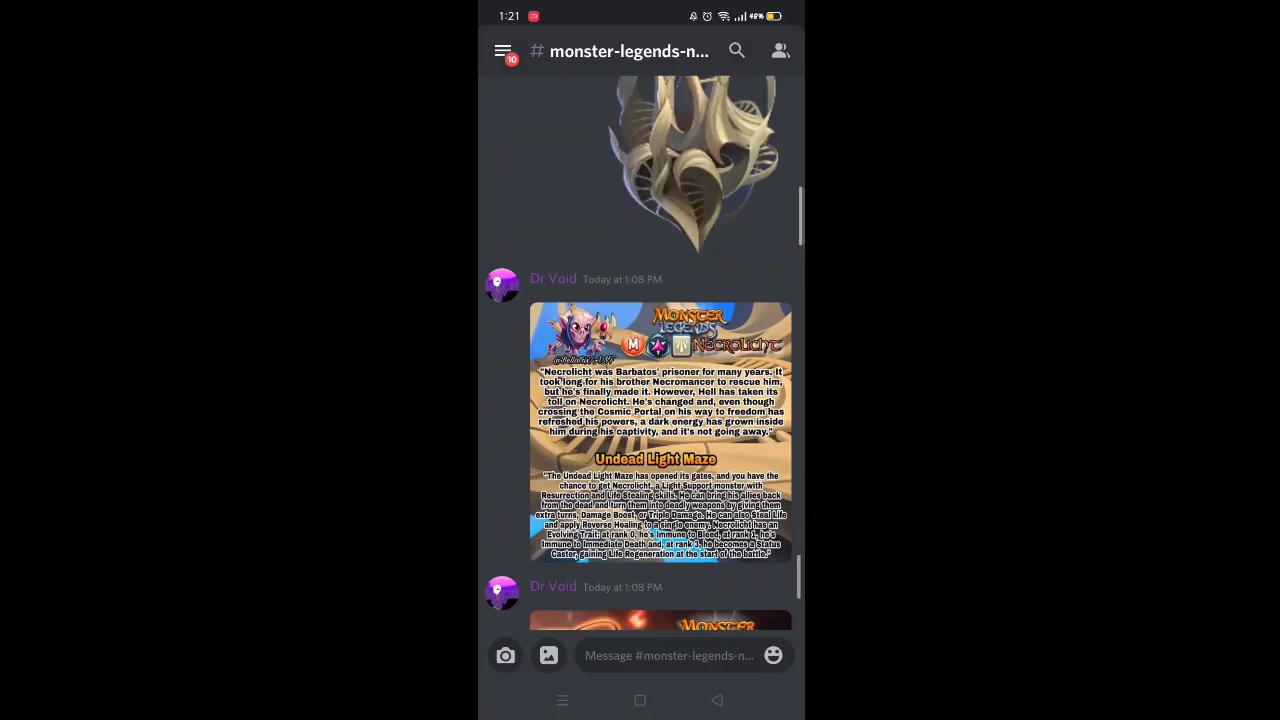 1:21 48%
10 # monster-legends-n...
Dr Void Today at 1:08 PM
MONSTER
LEGENDS
M NECROLICHT
"Necrolicht was Barbatos' prisoner for many years. It
took long for his brother Necromancer to rescue him,
but he's finally made it. However, Hell has taken its
toll on Necrolicht. He's changed and, even though
crossing the Cosmic Portal on his way to freedom has
refreshed his powers, a dark energy has grown inside
him during his captivity, and it's not going away."
Undead Light Maze
"The Undead Light Maze has opened its gates, and you have the
chance to get Necrolicht, a Light Support monster with
Resurrection and Life Stealing skills. He can bring his allies back
from the dead and turn them into deadly weapons by giving them
extra turns, Damage Boost, or Triple Damage. He can also Steal Life
and apply Reverse Healing to a single enemy. Necrolicht has an
Evolving Trait: at rank 0, he's Immune to Bleed, at rank 1, he's
Immune to Immediate Death and, at rank 3, he becomes a Status
Caster, gaining Life Regeneration at the start of the battle."
Dr Void Today at 1:08 PM
MONSTER
Message #monster-legends-n...